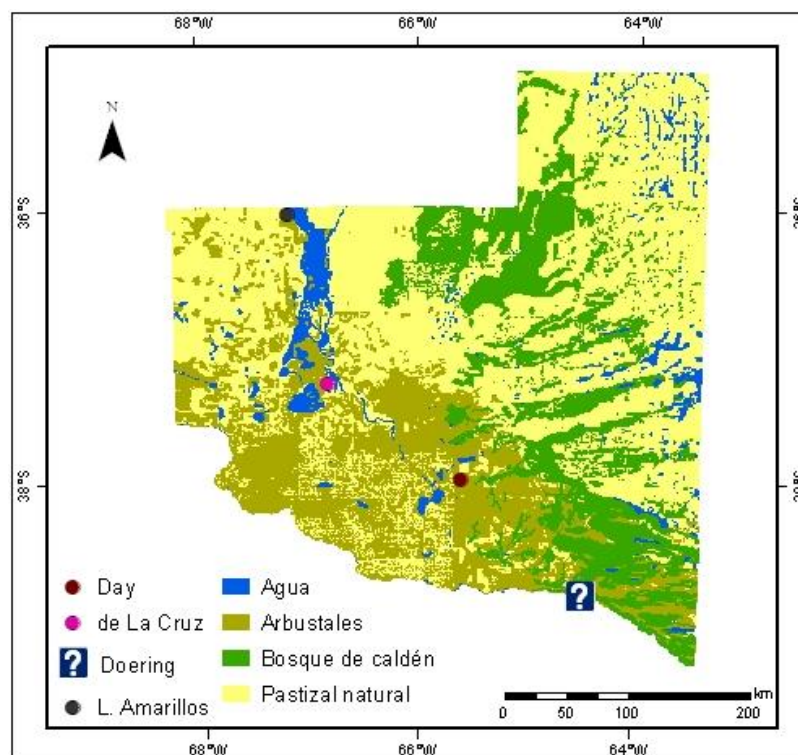 68°W 66°W 64°W
N
36°S
38°S
Day Agua
de La Cruz Arbustales
? Doering Bosque de caldén
L. Amarillos Pastizal natural
km
0 50 100 200
?
68°W 66°W 64°W